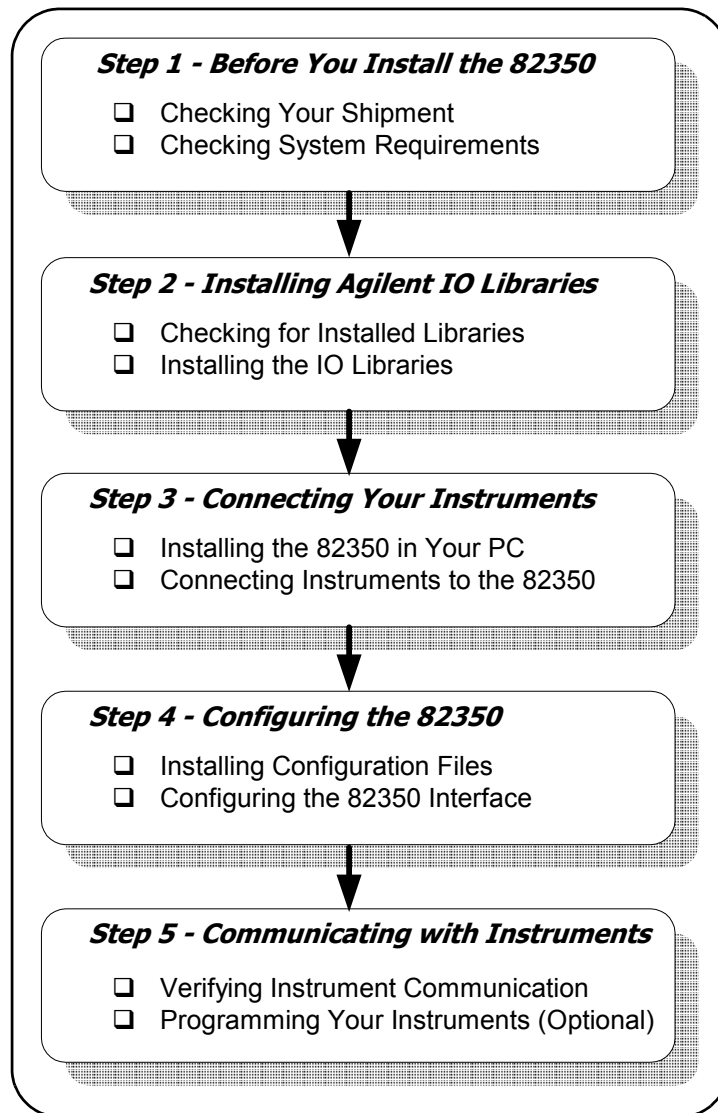 Step 1 - Before You Install the 82350
❑ Checking Your Shipment
❑ Checking System Requirements
Step 2 - Installing Agilent IO Libraries
❑ Checking for Installed Libraries
❑ Installing the IO Libraries
Step 3 - Connecting Your Instruments
❑ Installing the 82350 in Your PC
❑ Connecting Instruments to the 82350
Step 4 - Configuring the 82350
❑ Installing Configuration Files
❑ Configuring the 82350 Interface
Step 5 - Communicating with Instruments
❑ Verifying Instrument Communication
❑ Programming Your Instruments (Optional)